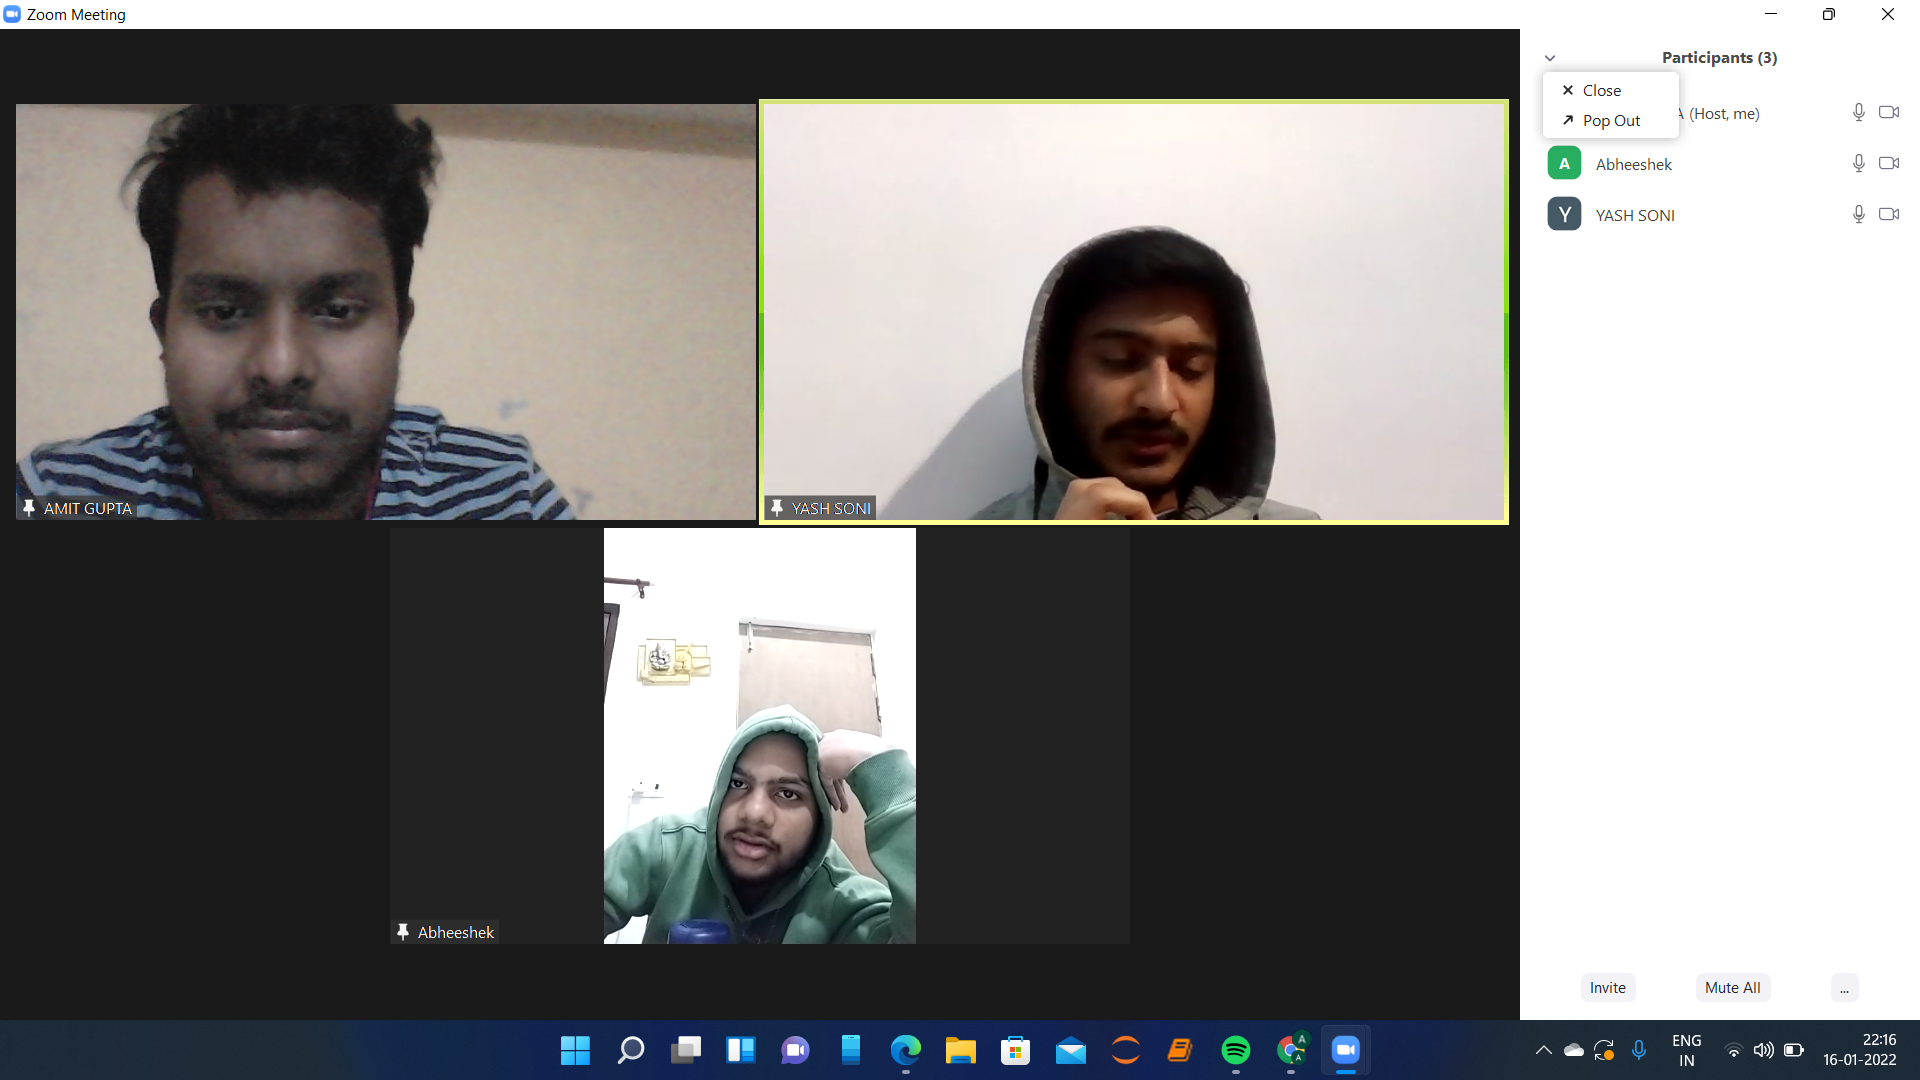 Zoom Meeting
Participants (3)
Close
Pop Out
A (Host, me)
A
Abheeshek
Y
YASH SONI
AMIT GUPTA
YASH SONI
Abheeshek
Invite
Mute All
...
A
A
ENG
IN
22:16
16-01-2022